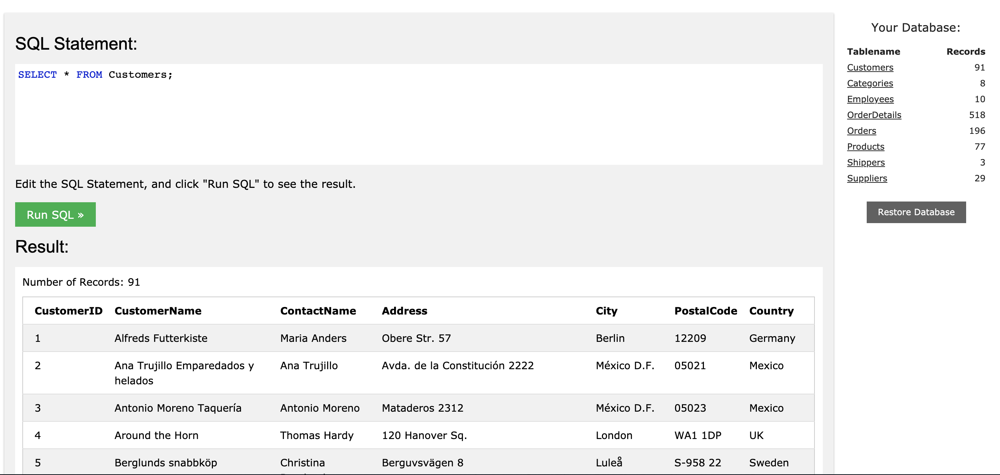 SQL Statement:
SELECT * FROM Customers;
Edit the SQL Statement, and click "Run SQL" to see the result.
Run SQL »
Result:
Number of Records: 91
CustomerID CustomerName ContactName Address City PostalCode Country
1 Alfreds Futterkiste Maria Anders Obere Str. 57 Berlin 12209 Germany
2 Ana Trujillo Emparedados y helados Ana Trujillo Avda. de la Constitución 2222 México D.F. 05021 Mexico
3 Antonio Moreno Taquería Antonio Moreno Mataderos 2312 México D.F. 05023 Mexico
4 Around the Horn Thomas Hardy 120 Hanover Sq. London WA1 1DP UK
5 Berglunds snabbköp Christina Berguvsvägen 8 Luleå S-958 22 Sweden
Your Database:
Tablename Records
Customers 91
Categories 8
Employees 10
OrderDetails 518
Orders 196
Products 77
Shippers 3
Suppliers 29
Restore Database